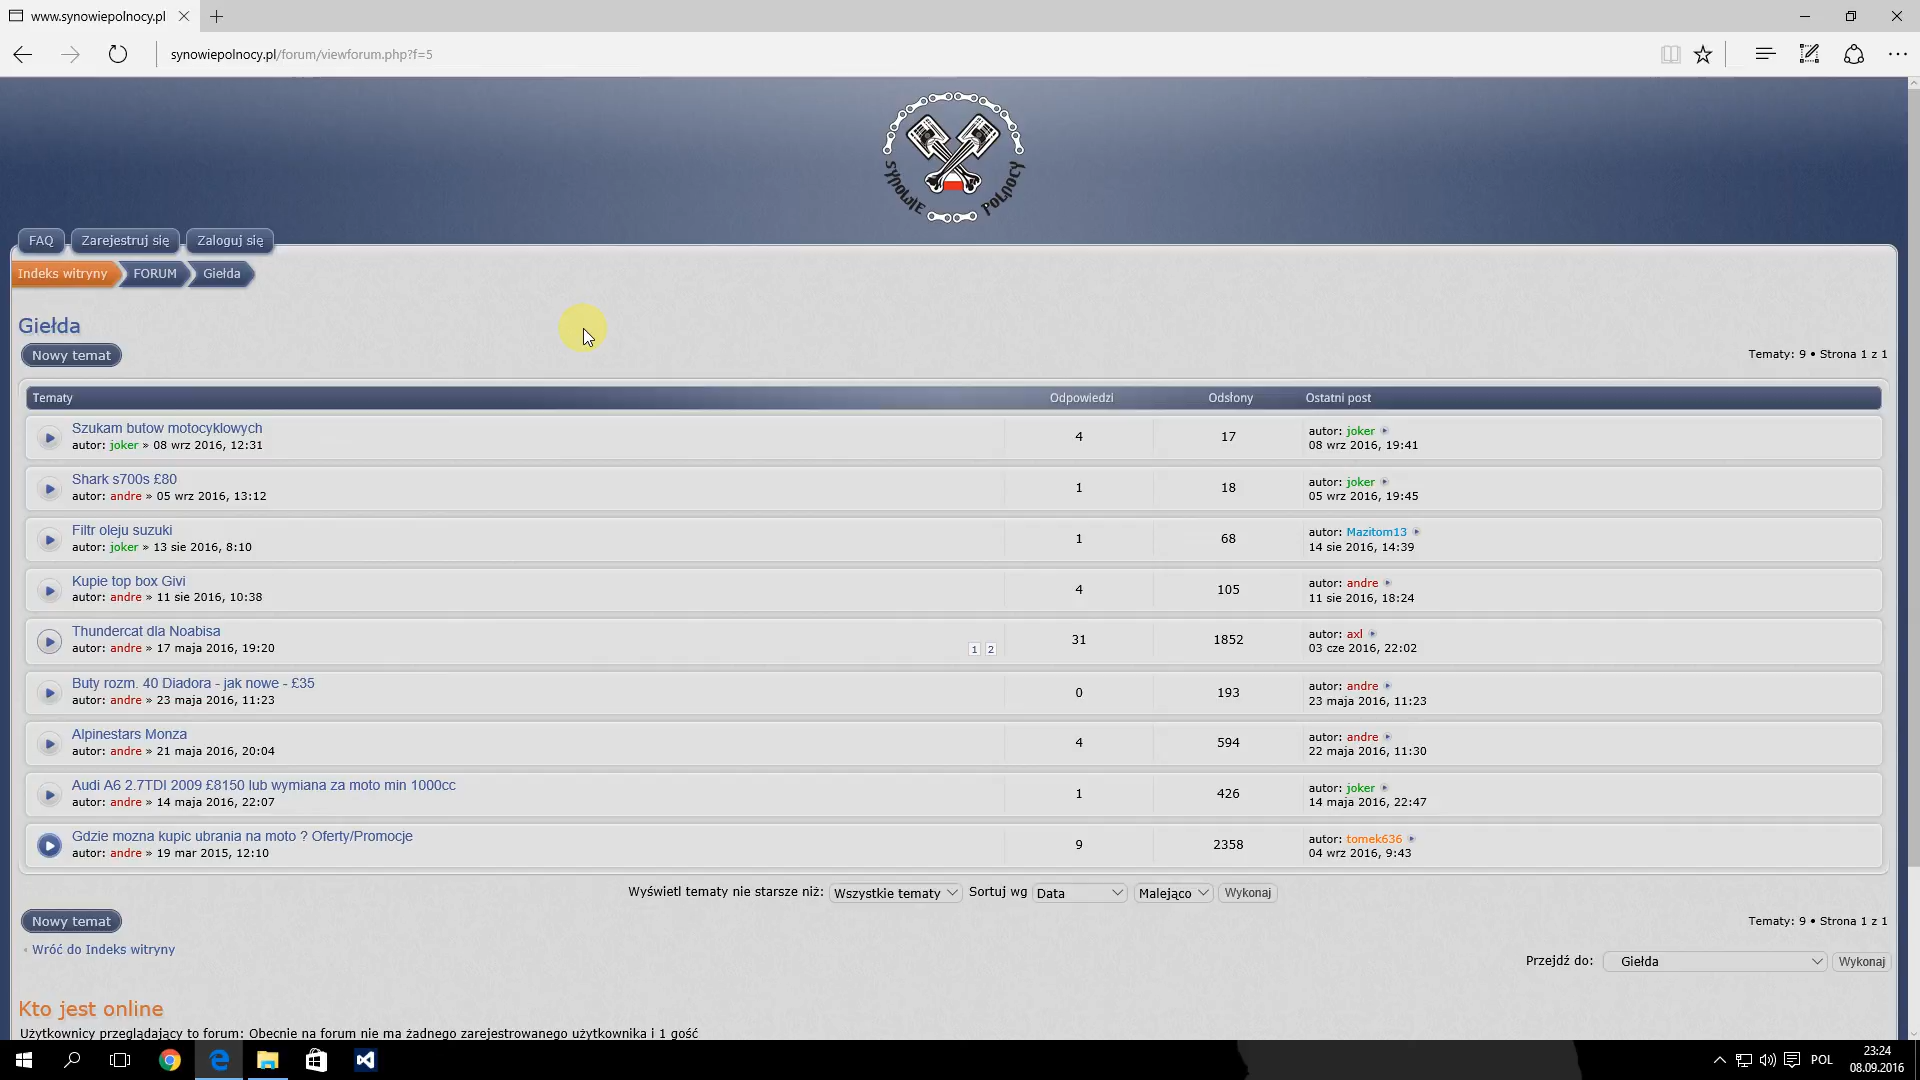 www.synowiepolnocy.pl
synowiepolnocy.pl/forum/viewforum.php?f=5
SYNOWIE POLNOCY
FAQ Zarejestruj się Zaloguj się
Indeks witryny FORUM Giełda
Giełda
Nowy temat
Tematy: 9 • Strona 1 z 1
Tematy Odpowiedzi Odsłony Ostatni post
Szukam butow motocyklowych
autor: joker » 08 wrz 2016, 12:31
4 17
autor: joker
08 wrz 2016, 19:41
Shark s700s £80
autor: andre » 05 wrz 2016, 13:12
1 18
autor: joker
05 wrz 2016, 19:45
Filtr oleju suzuki
autor: joker » 13 sie 2016, 8:10
1 68
autor: Mazitom13
14 sie 2016, 14:39
Kupie top box Givi
autor: andre » 11 sie 2016, 10:38
4 105
autor: andre
11 sie 2016, 18:24
Thundercat dla Noabisa
autor: andre » 17 maja 2016, 19:20
1 2
31 1852
autor: axl
03 cze 2016, 22:02
Buty rozm. 40 Diadora - jak nowe - £35
autor: andre » 23 maja 2016, 11:23
0 193
autor: andre
23 maja 2016, 11:23
Alpinestars Monza
autor: andre » 21 maja 2016, 20:04
4 594
autor: andre
22 maja 2016, 11:30
Audi A6 2.7TDI 2009 £8150 lub wymiana za moto min 1000cc
autor: andre » 14 maja 2016, 22:07
1 426
autor: joker
14 maja 2016, 22:47
Gdzie mozna kupic ubrania na moto ? Oferty/Promocje
autor: andre » 19 mar 2015, 12:10
9 2358
autor: tomek636
04 wrz 2016, 9:43
Wyświetl tematy nie starsze niż: Wszystkie tematy Sortuj wg Data Malejąco Wykonaj
Nowy temat
Tematy: 9 • Strona 1 z 1
Wróć do Indeks witryny
Przejdź do: Giełda Wykonaj
Kto jest online
Użytkownicy przeglądający to forum: Obecnie na forum nie ma żadnego zarejestrowanego użytkownika i 1 gość
POL
23:24
08.09.2016